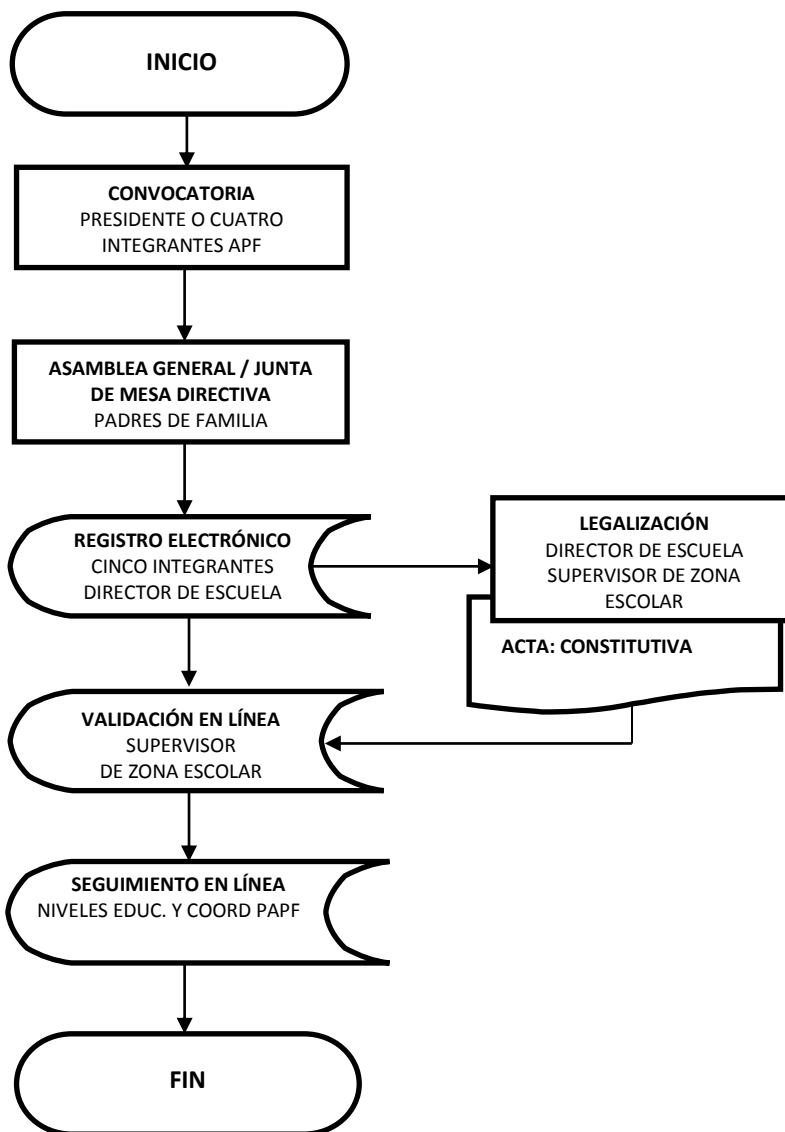 INICIO
CONVOCATORIA
PRESIDENTE O CUATRO
INTEGRANTES APF
ASAMBLEA GENERAL / JUNTA
DE MESA DIRECTIVA
PADRES DE FAMILIA
REGISTRO ELECTRÓNICO
CINCO INTEGRANTES
DIRECTOR DE ESCUELA
LEGALIZACIÓN
DIRECTOR DE ESCUELA
SUPERVISOR DE ZONA
ESCOLAR
ACTA: CONSTITUTIVA
VALIDACIÓN EN LÍNEA
SUPERVISOR
DE ZONA ESCOLAR
SEGUIMIENTO EN LÍNEA
NIVELES EDUC. Y COORD PAPF
FIN